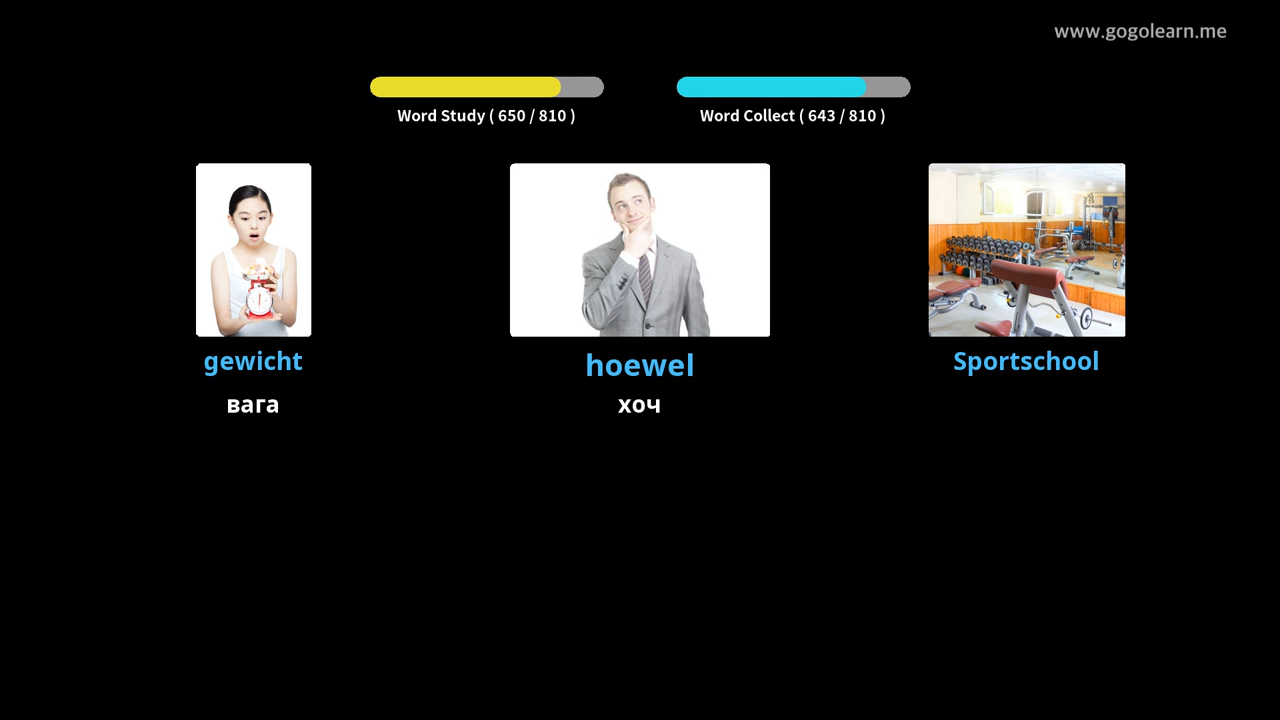 www.gogolearn.me
Word Study ( 650 / 810 )
Word Collect ( 643 / 810 )
gewicht
вага
hoewel
хоч
Sportschool